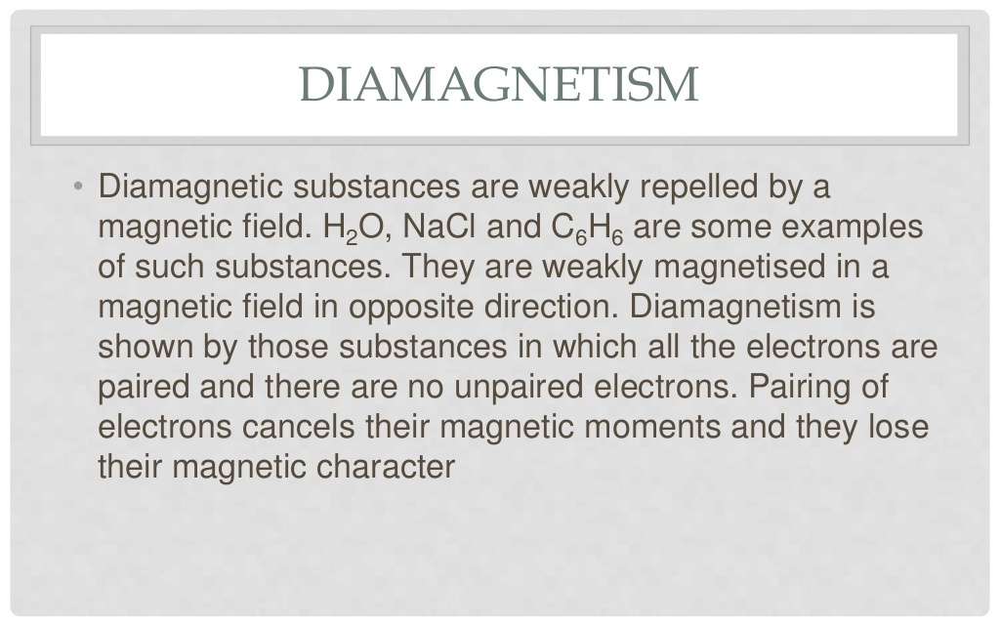 DIAMAGNETISM
• Diamagnetic substances are weakly repelled by a
magnetic field. H₂O, NaCl and C₆H₆ are some examples
of such substances. They are weakly magnetised in a
magnetic field in opposite direction. Diamagnetism is
shown by those substances in which all the electrons are
paired and there are no unpaired electrons. Pairing of
electrons cancels their magnetic moments and they lose
their magnetic character